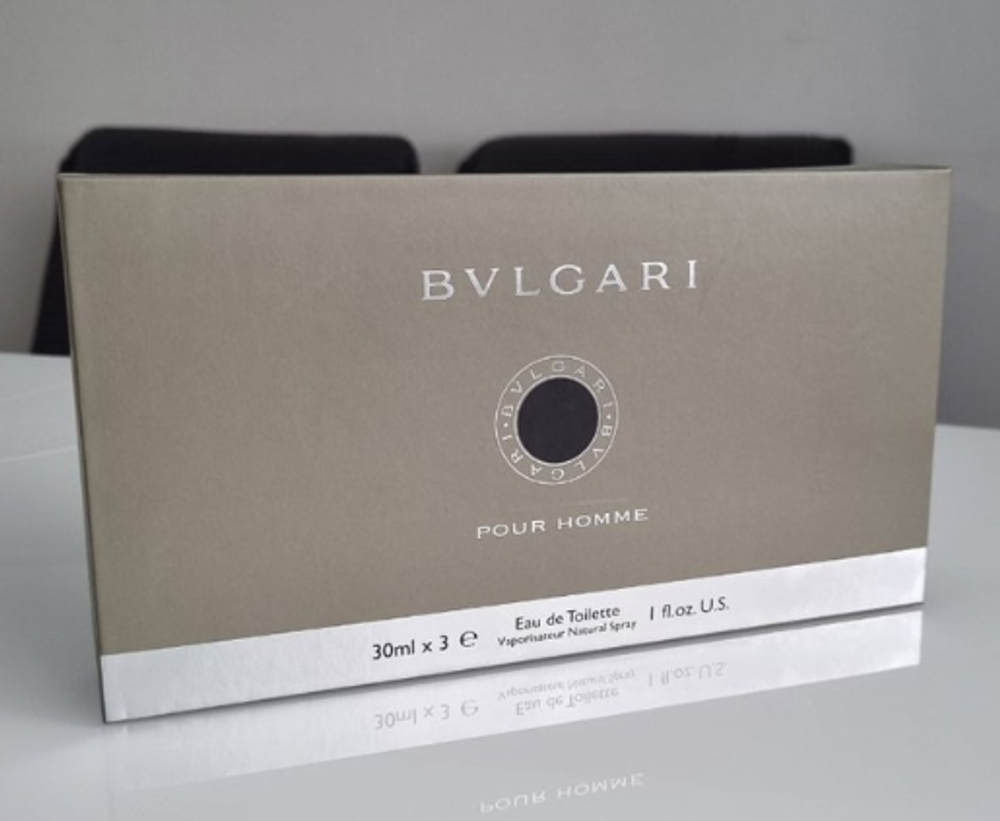 BVLGARI
BVLGARI • BVLGARI •
POUR HOMME
30ml x 3 ℮ Eau de Toilette 1 fl.oz. U.S.
Vaporisateur Natural Spray